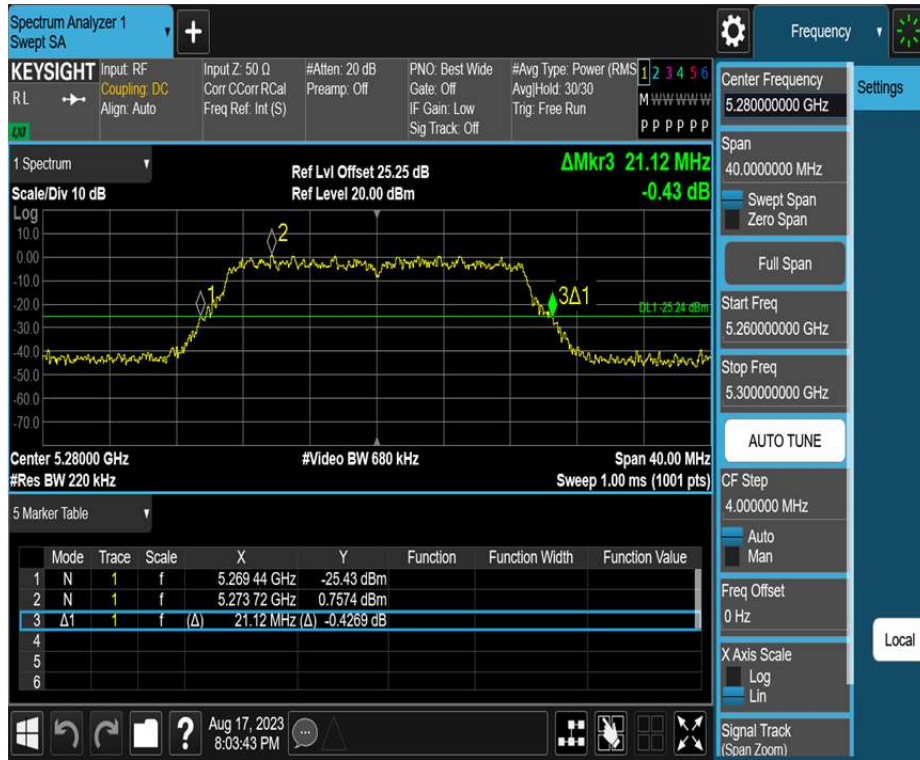 Spectrum Analyzer 1
Swept SA
+
Frequency
KEYSIGHT
RL
LXI
Input: RF
Coupling: DC
Align: Auto
Input Z: 50 Ω
Corr CCorr RCal
Freq Ref: Int (S)
#Atten: 20 dB
Preamp: Off
PNO: Best Wide
Gate: Off
IF Gain: Low
Sig Track: Off
#Avg Type: Power (RMS
Avg|Hold: 30/30
Trig: Free Run
1 2 3 4 5 6
M W W W W W
P P P P P P
1 Spectrum
Scale/Div 10 dB
Ref Lvl Offset 25.25 dB
Ref Level 20.00 dBm
ΔMkr3 21.12 MHz
-0.43 dB
Log
10.0
0.00
-10.0
-20.0
-30.0
-40.0
-50.0
-60.0
-70.0
2
1
3Δ1
DL1 -25.24 dBm
Center 5.28000 GHz
#Video BW 680 kHz
Span 40.00 MHz
#Res BW 220 kHz
Sweep 1.00 ms (1001 pts)
5 Marker Table
Mode Trace Scale X Y Function Function Width Function Value
1 N 1 f 5.269 44 GHz -25.43 dBm
2 N 1 f 5.273 72 GHz 0.7574 dBm
3 Δ1 1 f (Δ) 21.12 MHz (Δ) -0.4269 dB
4
5
6
?
Aug 17, 2023
8:03:43 PM
Center Frequency
5.280000000 GHz
Span
40.0000000 MHz
Swept Span
Zero Span
Full Span
Start Freq
5.260000000 GHz
Stop Freq
5.300000000 GHz
AUTO TUNE
CF Step
4.000000 MHz
Auto
Man
Freq Offset
0 Hz
X Axis Scale
Log
Lin
Signal Track
(Span Zoom)
Settings
Local